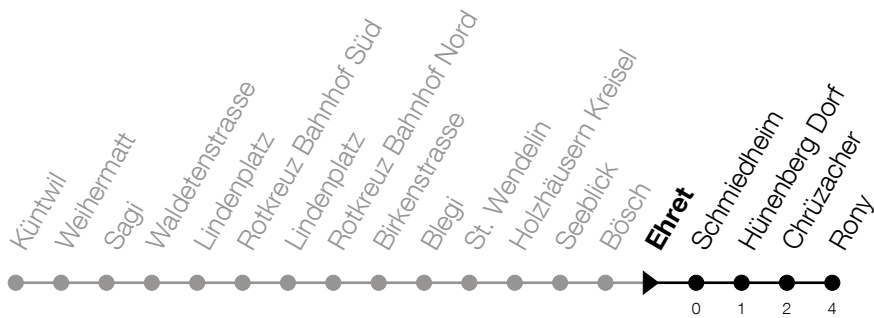 Küntwil
Weihermatt
Sagi
Waldetenstrasse
Lindenplatz
Rotkreuz Bahnhof Süd
Lindenplatz
Rotkreuz Bahnhof Nord
Birkenstrasse
Blegi
St. Wendelin
Holzhäusern Kreisel
Seeblick
Bösch
Ehret
Schmiedheim
Hünenberg Dorf
Chrüzacher
Rony
0 1 2 4